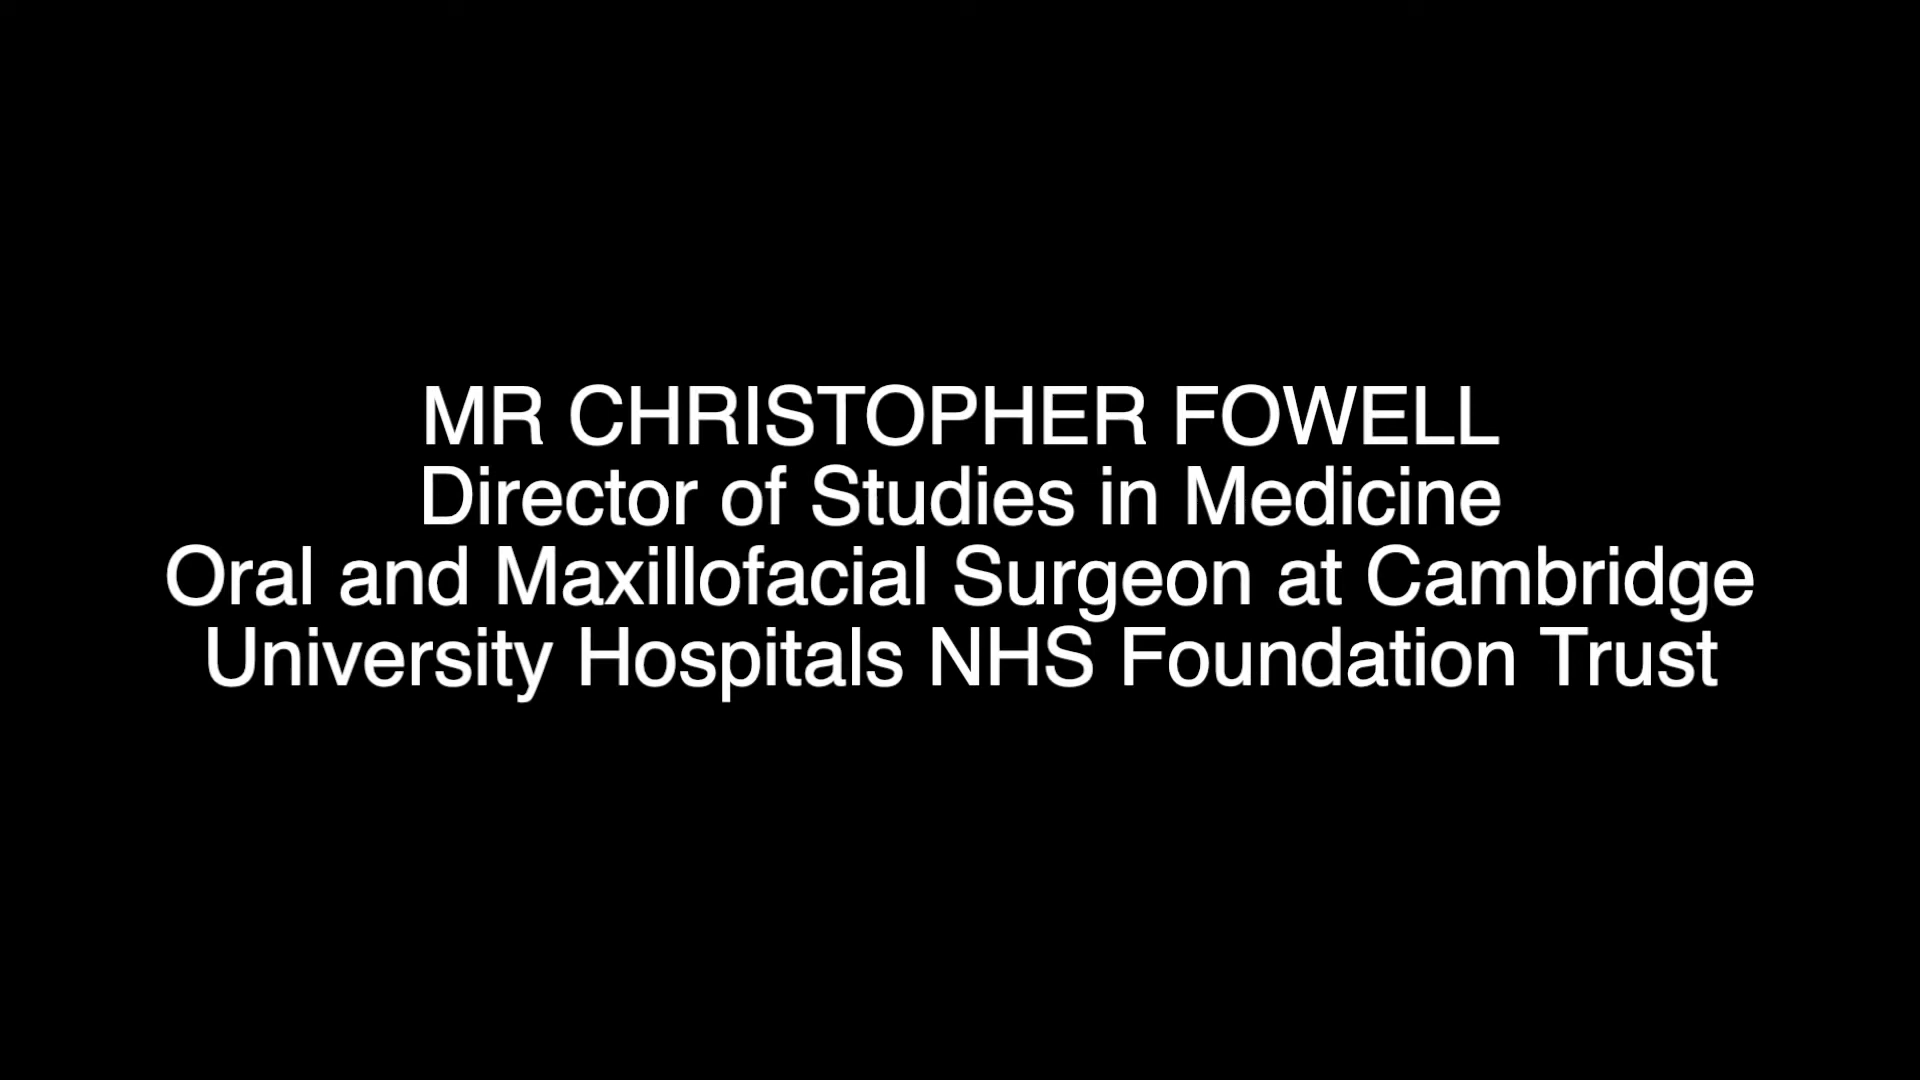 MR CHRISTOPHER FOWELL
Director of Studies in Medicine
Oral and Maxillofacial Surgeon at Cambridge
University Hospitals NHS Foundation Trust